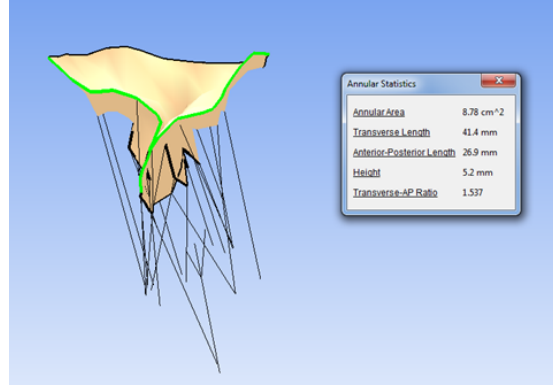 Annular Statistics
Annular Area 8.78 cm^2
Transverse Length 41.4 mm
Anterior-Posterior Length 26.9 mm
Height 5.2 mm
Transverse-AP Ratio 1.537